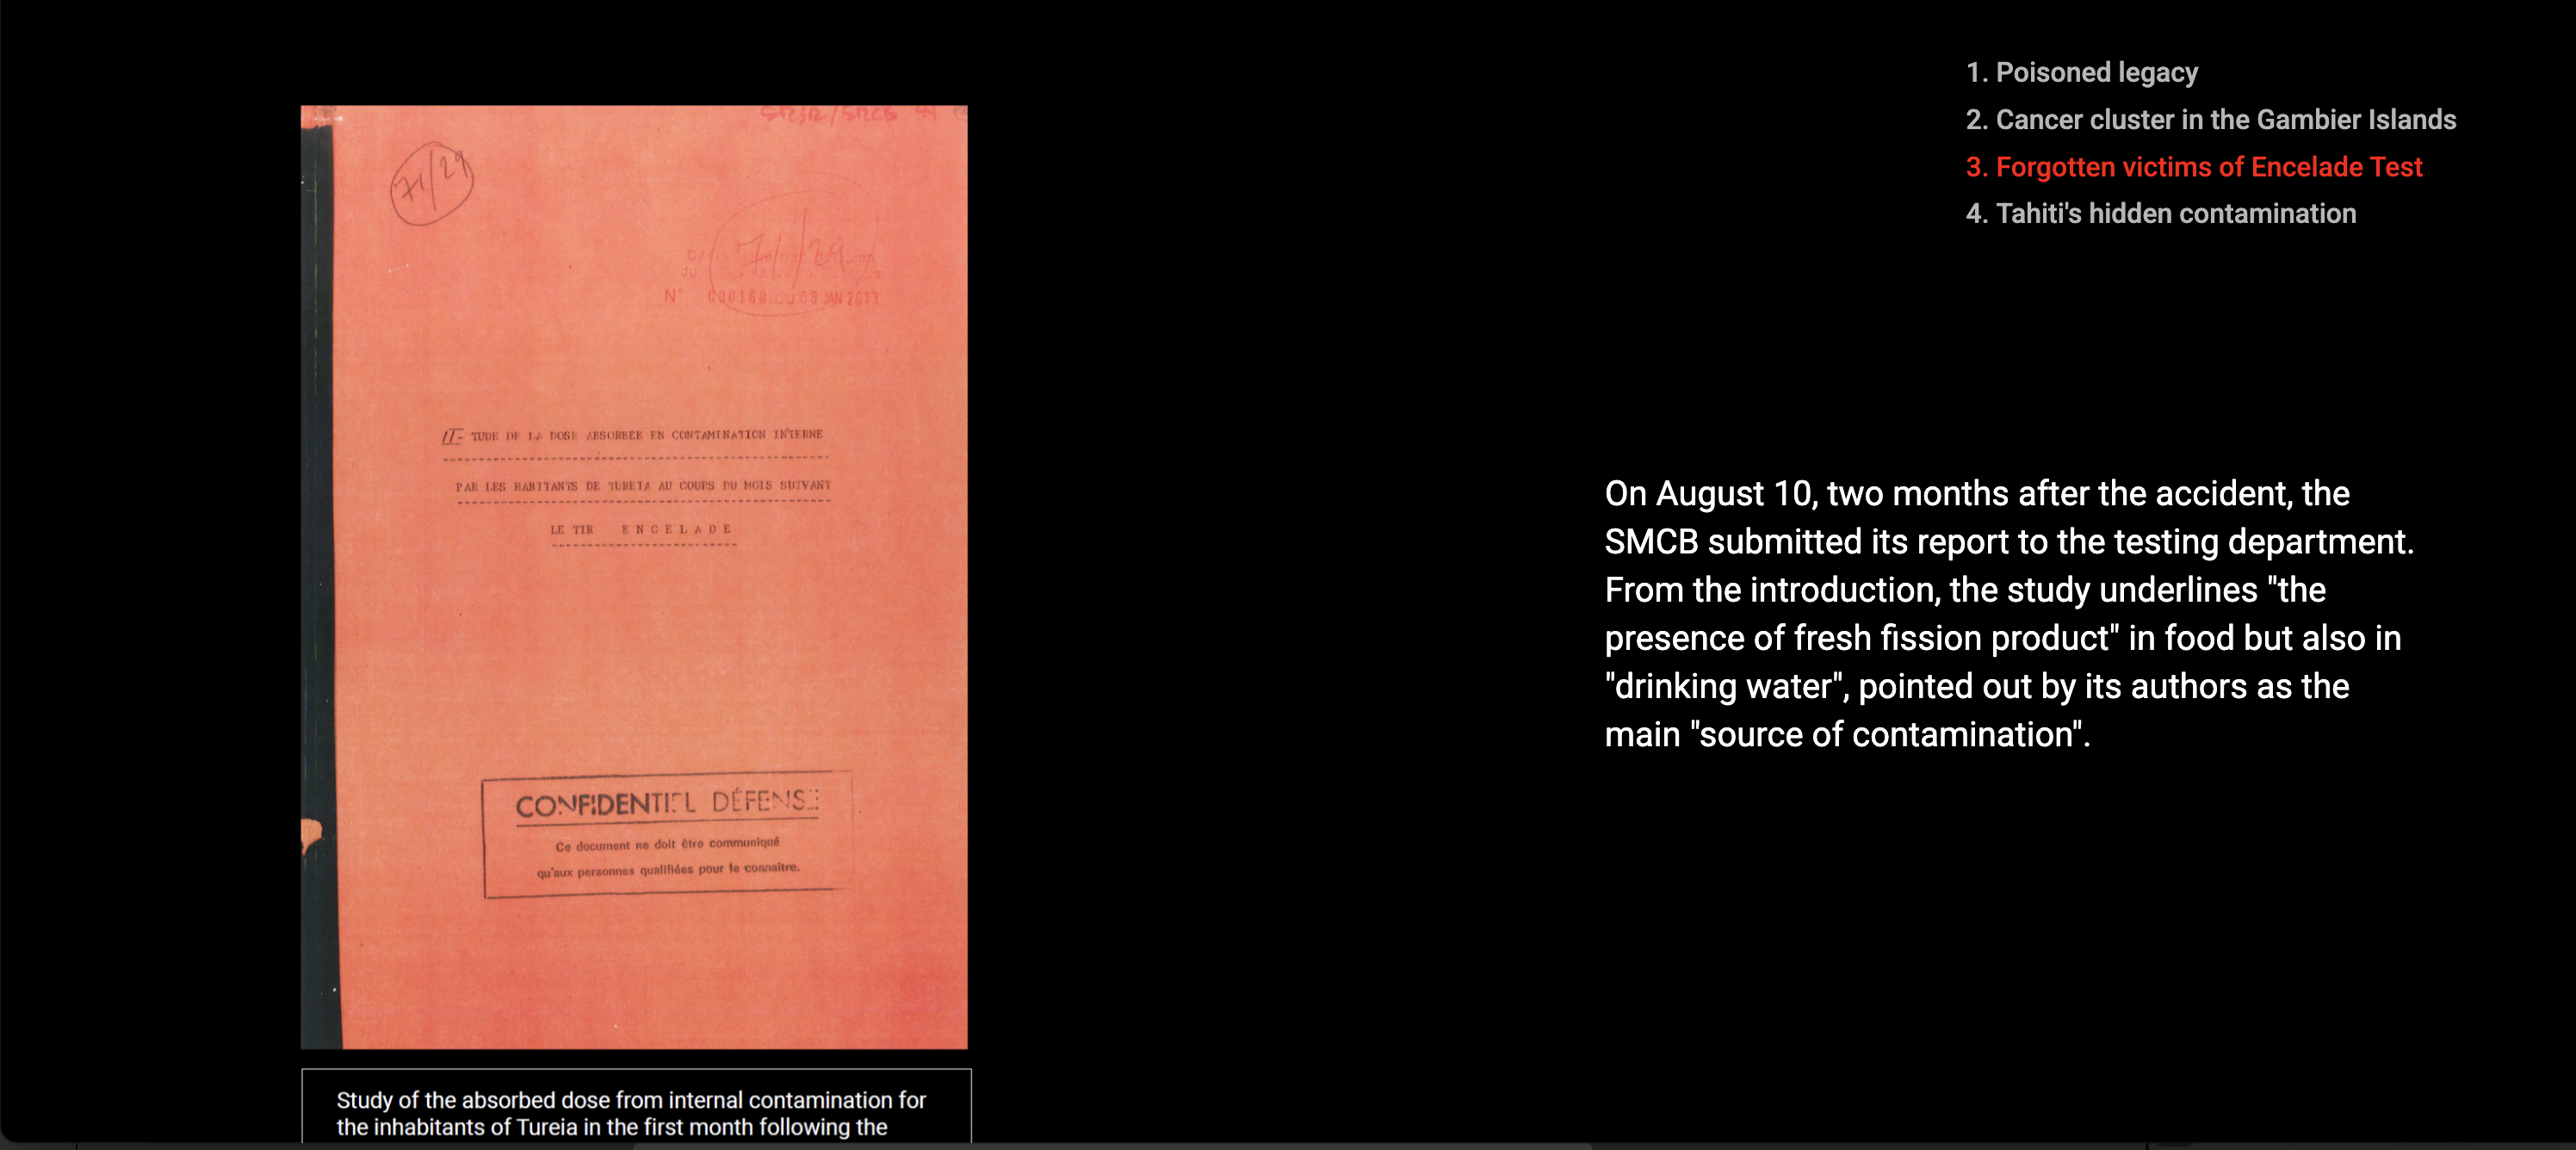 1. Poisoned legacy
2. Cancer cluster in the Gambier Islands
3. Forgotten victims of Encelade Test
4. Tahiti's hidden contamination
71/29
71/29
N° 000160 du 08 JAN 2013
TUDE DE LA DOSE ABSORBEE EN CONTAMINATION INTERNE
PAR LES HABITANTS DE TUREIA AU COURS DU MOIS SUIVANT
LE TIR ENCELADE
CONFIDENTIEL DÉFENSE
Ce document ne doit être communiqué
qu'aux personnes qualifiées pour le connaître.
Study of the absorbed dose from internal contamination for
the inhabitants of Tureia in the first month following the
On August 10, two months after the accident, the
SMCB submitted its report to the testing department.
From the introduction, the study underlines "the
presence of fresh fission product" in food but also in
"drinking water", pointed out by its authors as the
main "source of contamination".